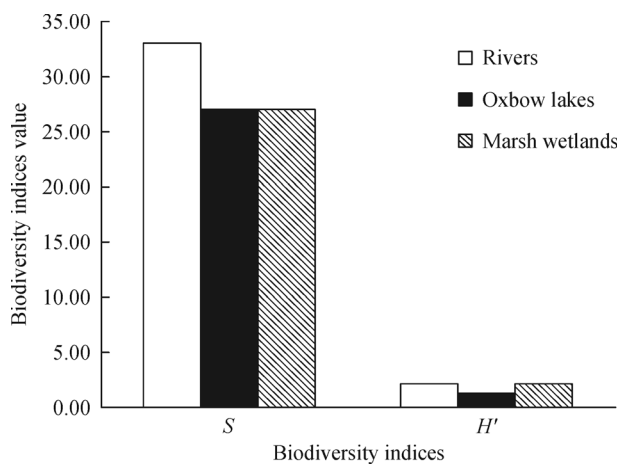 Biodiversity indices value
35.00
30.00
25.00
20.00
15.00
10.00
5.00
0.00
Rivers
Oxbow lakes
Marsh wetlands
S
H'
Biodiversity indices